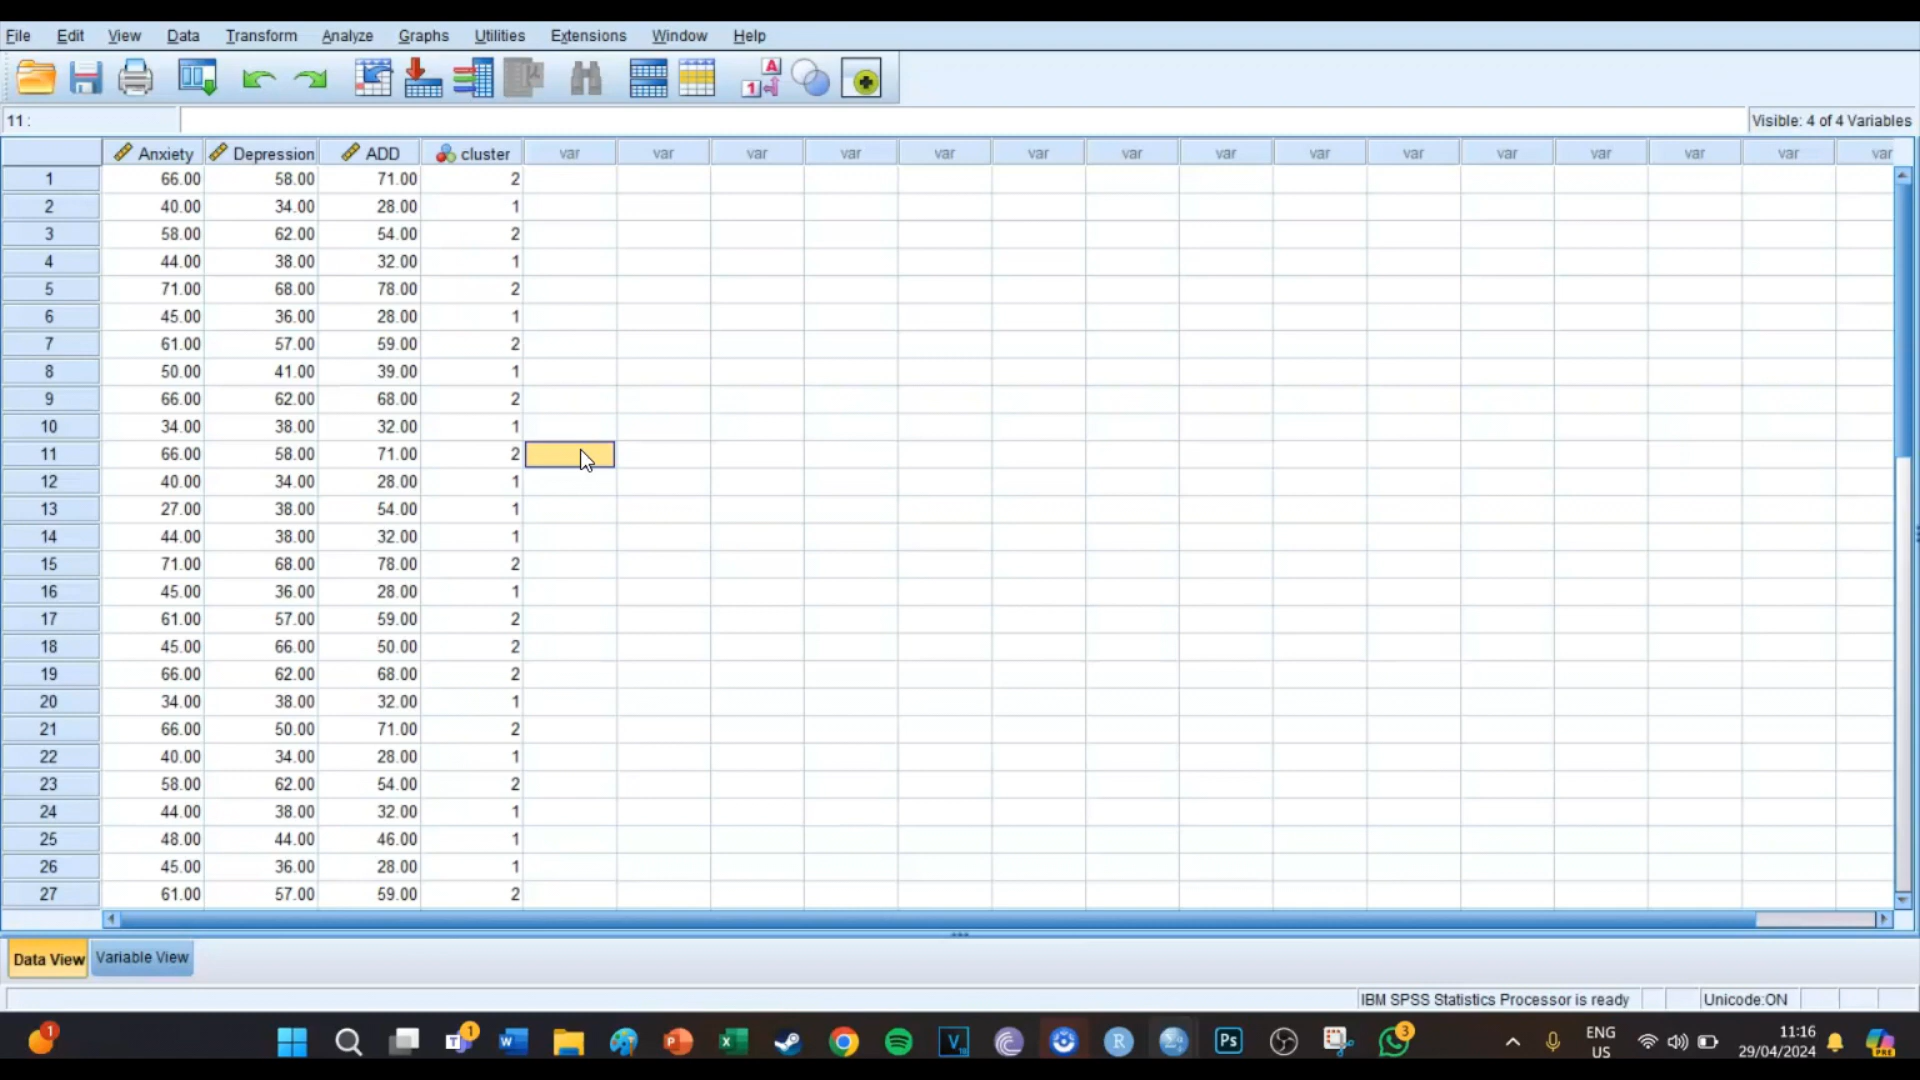 File Edit View Data Transform Analyze Graphs Utilities Extensions Window Help
A
1
11 :
Visible: 4 of 4 Variables
Anxiety Depression ADD cluster var var var var var var var var var var var var var var var
1 66.00 58.00 71.00 2
2 40.00 34.00 28.00 1
3 58.00 62.00 54.00 2
4 44.00 38.00 32.00 1
5 71.00 68.00 78.00 2
6 45.00 36.00 28.00 1
7 61.00 57.00 59.00 2
8 50.00 41.00 39.00 1
9 66.00 62.00 68.00 2
10 34.00 38.00 32.00 1
11 66.00 58.00 71.00 2
12 40.00 34.00 28.00 1
13 27.00 38.00 54.00 1
14 44.00 38.00 32.00 1
15 71.00 68.00 78.00 2
16 45.00 36.00 28.00 1
17 61.00 57.00 59.00 2
18 45.00 66.00 50.00 2
19 66.00 62.00 68.00 2
20 34.00 38.00 32.00 1
21 66.00 50.00 71.00 2
22 40.00 34.00 28.00 1
23 58.00 62.00 54.00 2
24 44.00 38.00 32.00 1
25 48.00 44.00 46.00 1
26 45.00 36.00 28.00 1
27 61.00 57.00 59.00 2
Data View Variable View
IBM SPSS Statistics Processor is ready Unicode:ON
1 T 1 W P X V R Ps 3 ENG US 11:16 29/04/2024 PRE